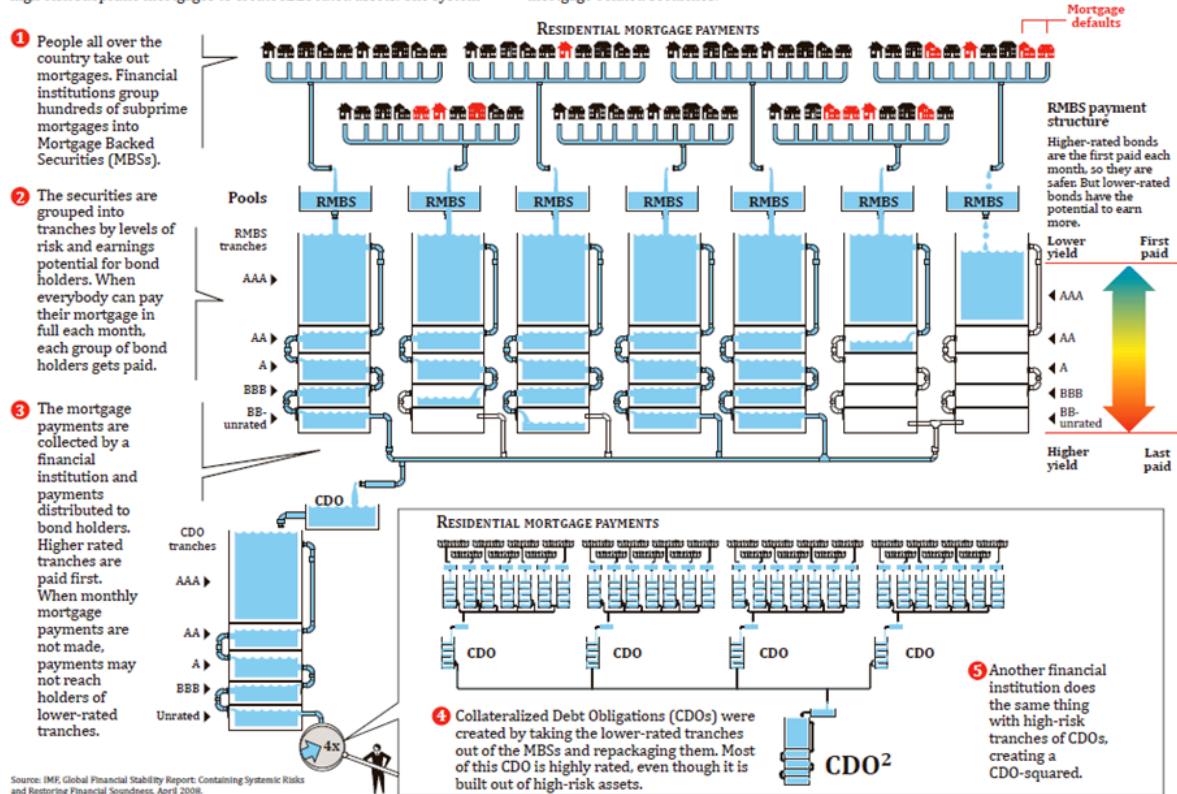 RESIDENTIAL MORTGAGE PAYMENTS
Mortgage
defaults
1 People all over the
country take out
mortgages. Financial
institutions group
hundreds of subprime
mortgages into
Mortgage Backed
Securities (MBSs).
RMBS payment
structure
Higher-rated bonds
are the first paid each
month, so they are
safer. But lower-rated
bonds have the
potential to earn
more.
2 The securities are
grouped into
tranches by levels of
risk and earnings
potential for bond
holders. When
everybody can pay
their mortgage in
full each month,
each group of bond
holders gets paid.
Pools
RMBS
RMBS
RMBS
RMBS
RMBS
RMBS
RMBS
RMBS
tranches
AAA
AA
A
BBB
BB-
unrated
Lower
yield
First
paid
AAA
AA
A
BBB
BB-
unrated
Higher
yield
Last
paid
3 The mortgage
payments are
collected by a
financial
institution and
payments
distributed to
bond holders.
Higher rated
tranches are
paid first.
When monthly
mortgage
payments are
not made,
payments may
not reach
holders of
lower-rated
tranches.
CDO
CDO
tranches
AAA
AA
A
BBB
Unrated
4x
RESIDENTIAL MORTGAGE PAYMENTS
CDO
CDO
CDO
CDO
4 Collateralized Debt Obligations (CDOs) were
created by taking the lower-rated tranches
out of the MBSs and repackaging them. Most
of this CDO is highly rated, even though it is
built out of high-risk assets.
CDO²
5 Another financial
institution does
the same thing
with high-risk
tranches of CDOs,
creating a
CDO-squared.
Source: IMF, Global Financial Stability Report: Containing Systemic Risks
and Restoring Financial Soundness, April 2008.